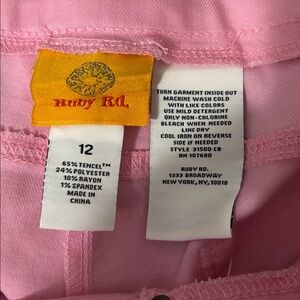 Ruby Rd.
12
65% TENCEL™
24% POLYESTER
10% RAYON
1% SPANDEX
MADE IN
CHINA
TURN GARMENT INSIDE OUT
MACHINE WASH COLD
WITH LIKE COLORS
USE MILD DETERGENT
ONLY NON-CHLORINE
BLEACH WHEN NEEDED
LINE DRY
COOL IRON ON REVERSE
SIDE IF NEEDED
STYLE 31500 CB
RN 107680
RUBY RD.
1333 BROADWAY
NEW YORK, NY, 10018